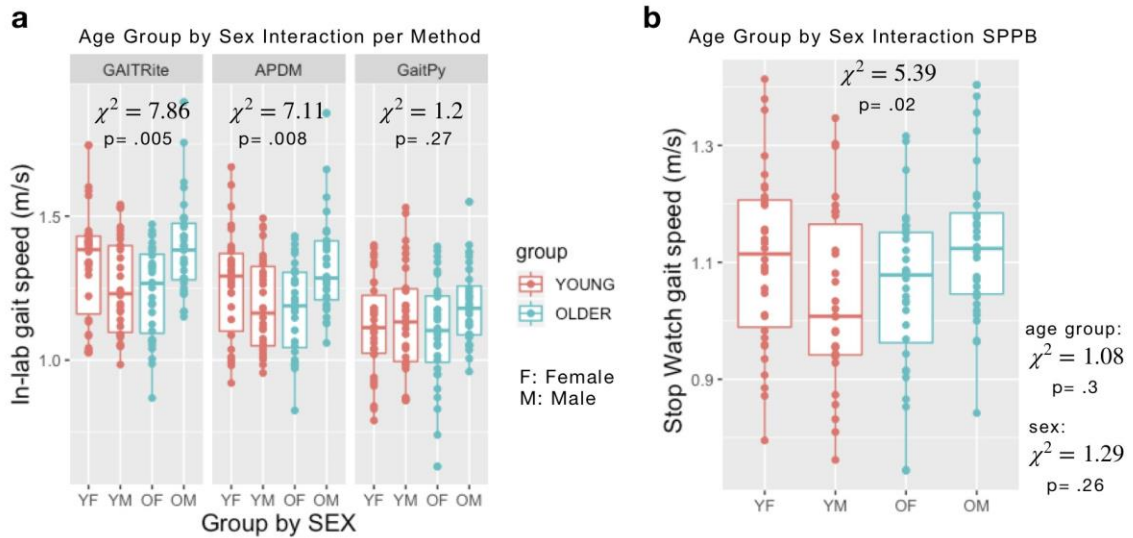 a
Age Group by Sex Interaction per Method
GAITRite APDM GaitPy
χ² = 7.86 χ² = 7.11 χ² = 1.2
p= .005 p= .008 p= .27
In-lab gait speed (m/s)
1.5
1.0
YF YM OF OM YF YM OF OM YF YM OF OM
Group by SEX
group
YOUNG
OLDER
F: Female
M: Male
b
Age Group by Sex Interaction SPPB
χ² = 5.39
p= .02
Stop Watch gait speed (m/s)
1.3
1.1
0.9
YF YM OF OM
age group:
χ² = 1.08
p= .3
sex:
χ² = 1.29
p= .26